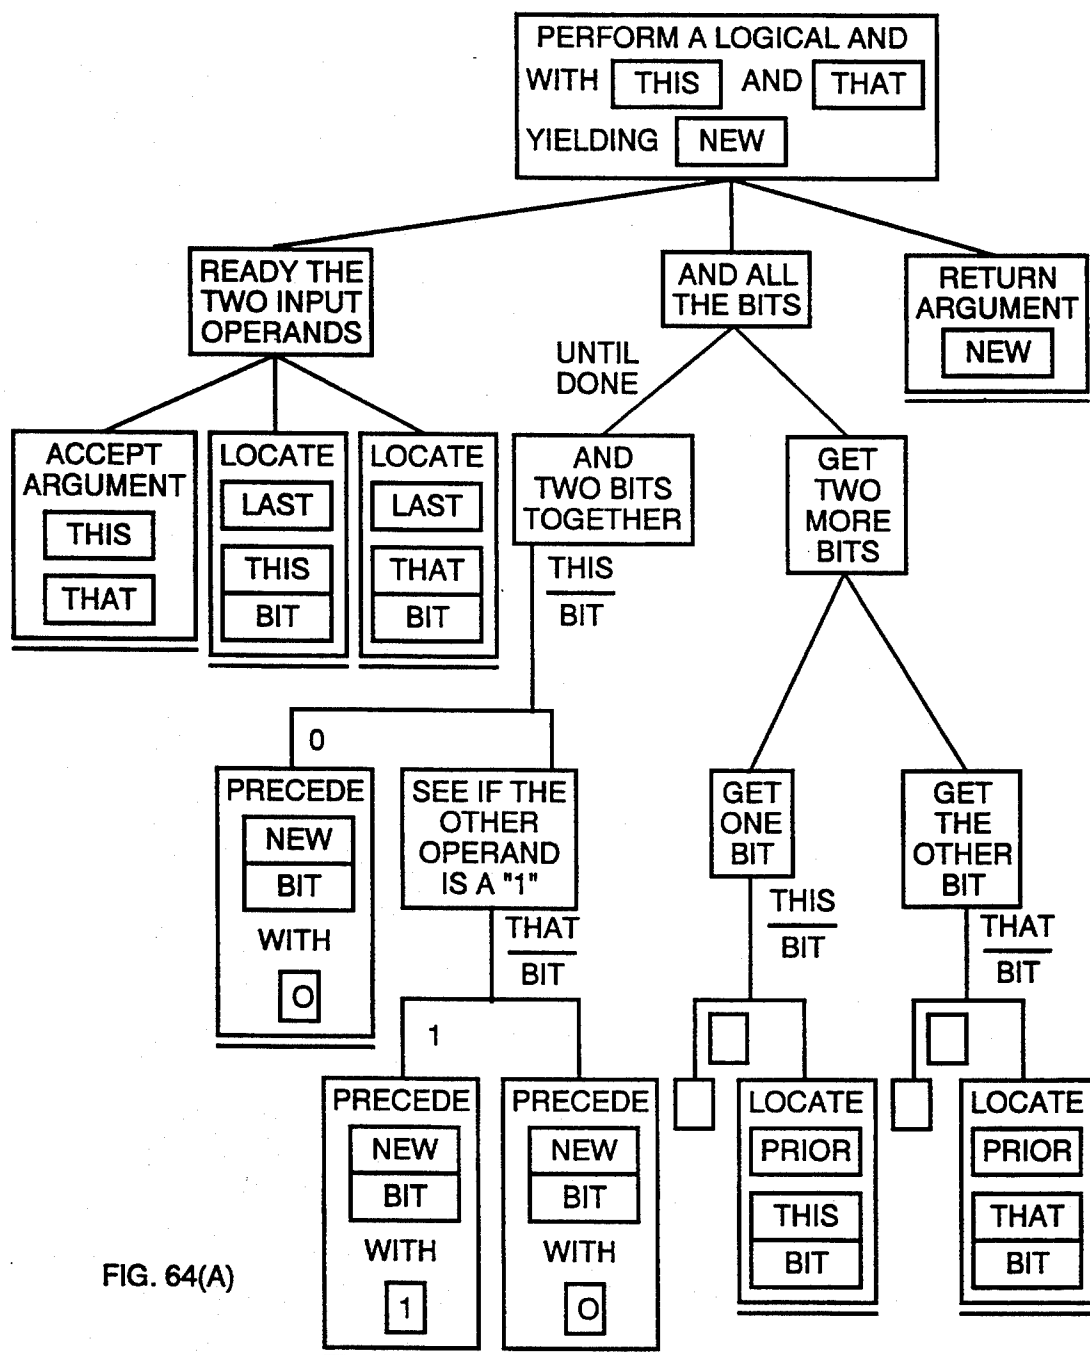 PERFORM A LOGICAL AND
WITH THIS AND THAT
YIELDING NEW
READY THE
TWO INPUT
OPERANDS
AND ALL
THE BITS
RETURN
ARGUMENT
NEW
UNTIL
DONE
ACCEPT
ARGUMENT
THIS
THAT
LOCATE
LAST
THIS
BIT
LOCATE
LAST
THAT
BIT
AND
TWO BITS
TOGETHER
THIS
BIT
GET
TWO
MORE
BITS
0
PRECEDE
NEW
BIT
WITH
O
SEE IF THE
OTHER
OPERAND
IS A "1"
THAT
BIT
GET
ONE
BIT
THIS
BIT
GET
THE
OTHER
BIT
THAT
BIT
1
PRECEDE
NEW
BIT
WITH
1
PRECEDE
NEW
BIT
WITH
O
LOCATE
PRIOR
THIS
BIT
LOCATE
PRIOR
THAT
BIT
FIG. 64(A)